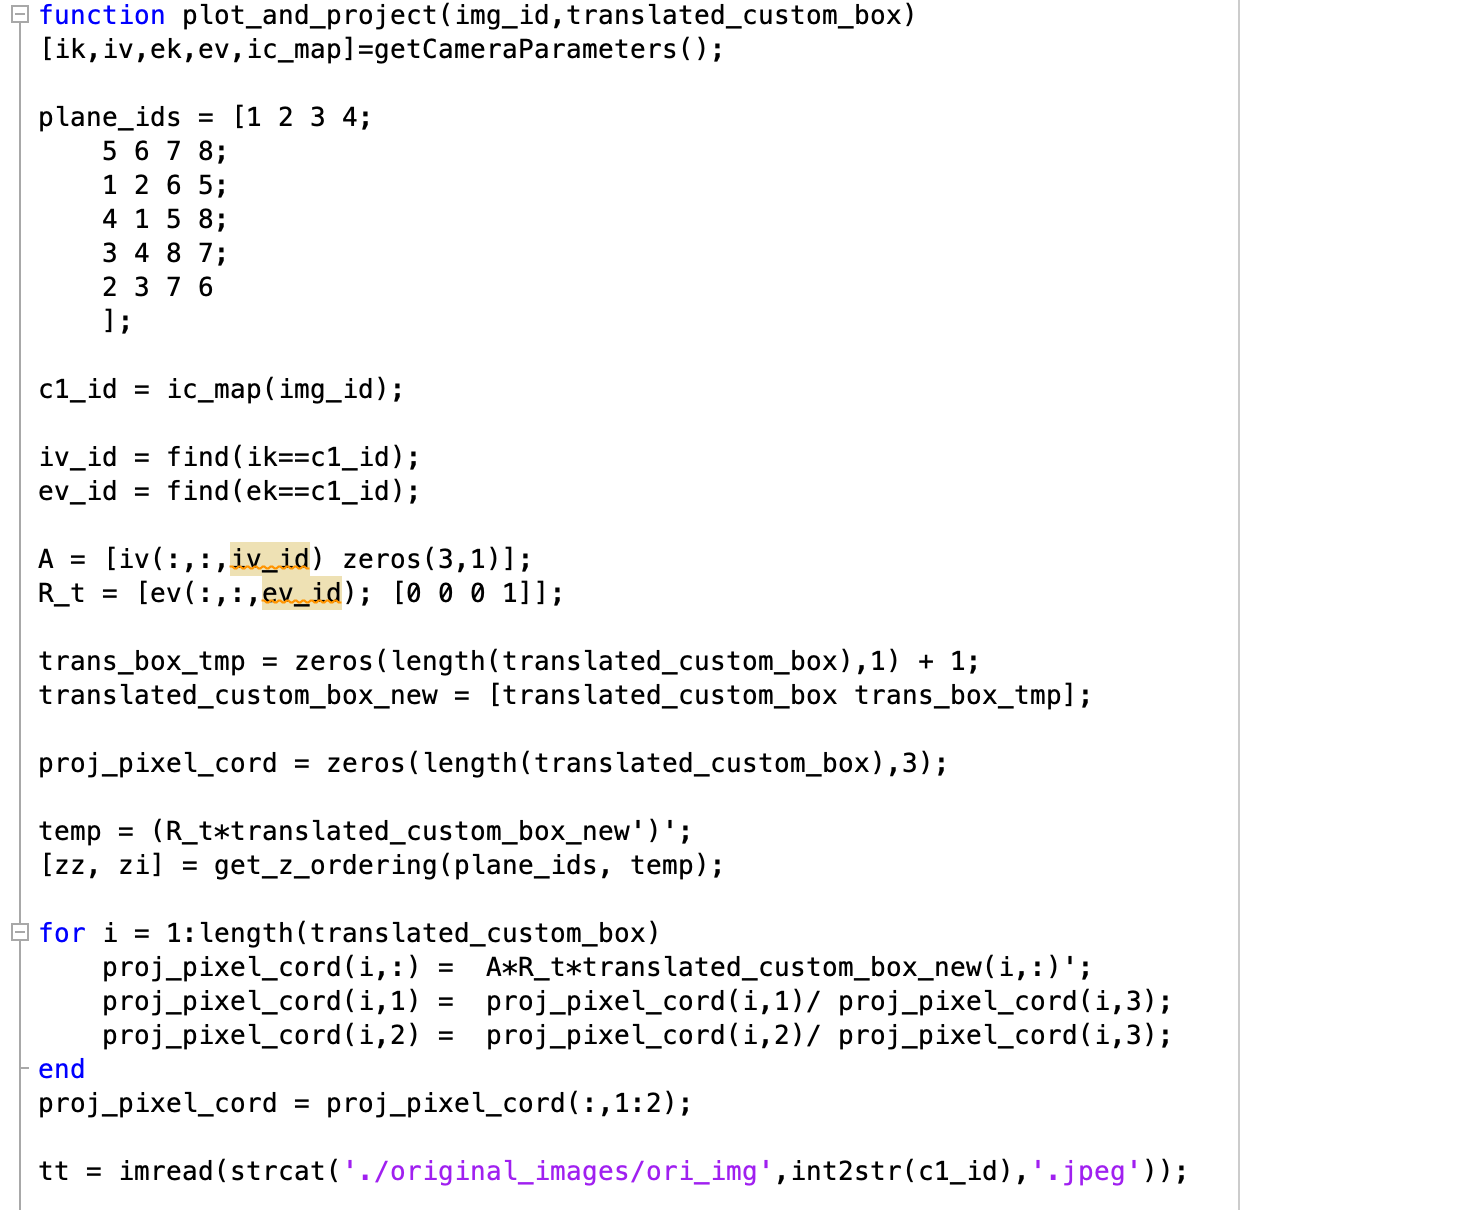 function plot_and_project(img_id,translated_custom_box)
[ik,iv,ek,ev,ic_map]=getCameraParameters();
plane_ids = [1 2 3 4;
5 6 7 8;
1 2 6 5;
4 1 5 8;
3 4 8 7;
2 3 7 6
];
c1_id = ic_map(img_id);
iv_id = find(ik==c1_id);
ev_id = find(ek==c1_id);
A = [iv(:,:,iv_id) zeros(3,1)];
R_t = [ev(:,:,ev_id); [0 0 0 1]];
trans_box_tmp = zeros(length(translated_custom_box),1) + 1;
translated_custom_box_new = [translated_custom_box trans_box_tmp];
proj_pixel_cord = zeros(length(translated_custom_box),3);
temp = (R_t*translated_custom_box_new')';
[zz, zi] = get_z_ordering(plane_ids, temp);
for i = 1:length(translated_custom_box)
proj_pixel_cord(i,:) =  A*R_t*translated_custom_box_new(i,:)';
proj_pixel_cord(i,1) =  proj_pixel_cord(i,1)/ proj_pixel_cord(i,3);
proj_pixel_cord(i,2) =  proj_pixel_cord(i,2)/ proj_pixel_cord(i,3);
end
proj_pixel_cord = proj_pixel_cord(:,1:2);
tt = imread(strcat('./original_images/ori_img',int2str(c1_id),'.jpeg'));